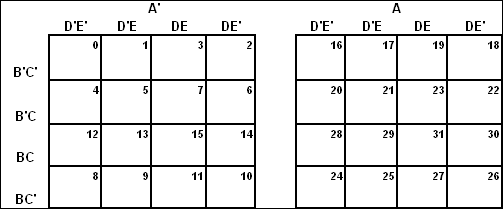 A' A
D'E' D'E DE DE' D'E' D'E DE DE'
B'C' 0 1 3 2 16 17 19 18
B'C 4 5 7 6 20 21 23 22
BC 12 13 15 14 28 29 31 30
BC' 8 9 11 10 24 25 27 26